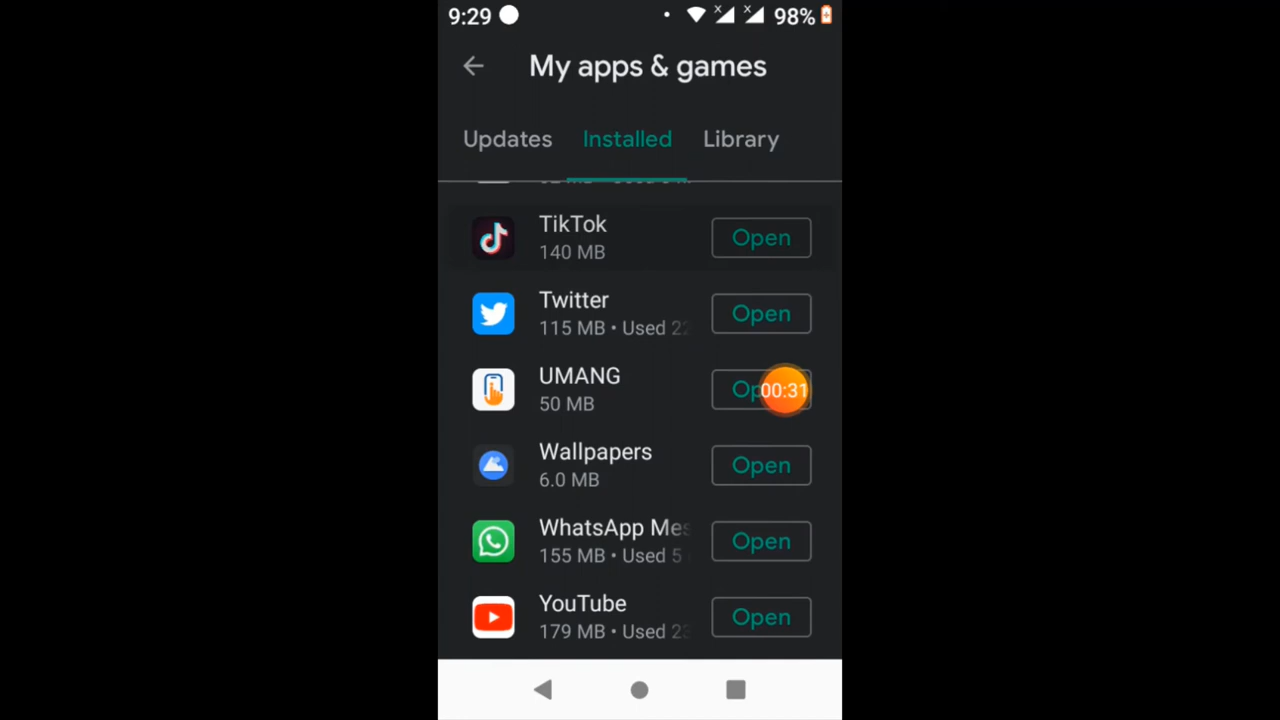 9:29
98%
My apps & games
Updates Installed Library
TikTok
140 MB
Open
Twitter
115 MB • Used
Open
UMANG
50 MB
00:31
Wallpapers
6.0 MB
Open
WhatsApp Mes
155 MB • Used 5
Open
YouTube
179 MB • Used
Open